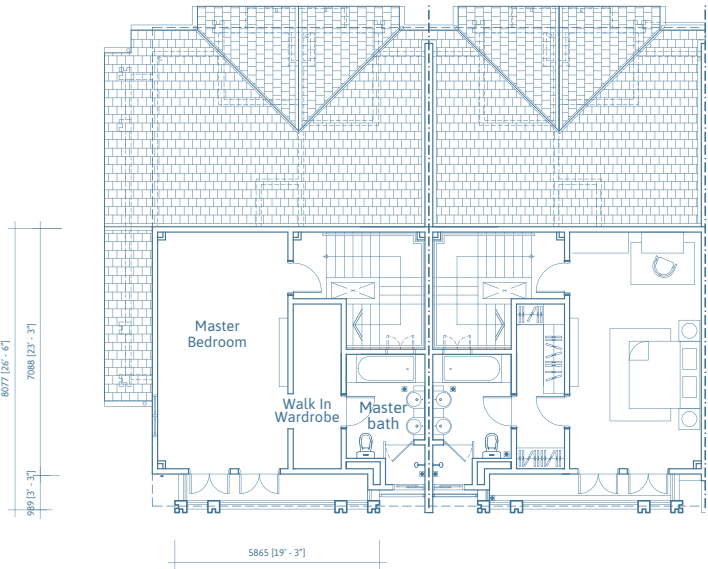 8077 [26' - 6"]
7088 [23' - 3"]
989 [3' - 3"]
Master
Bedroom
Walk In
Wardrobe
Master
bath
5865 [19' - 3"]